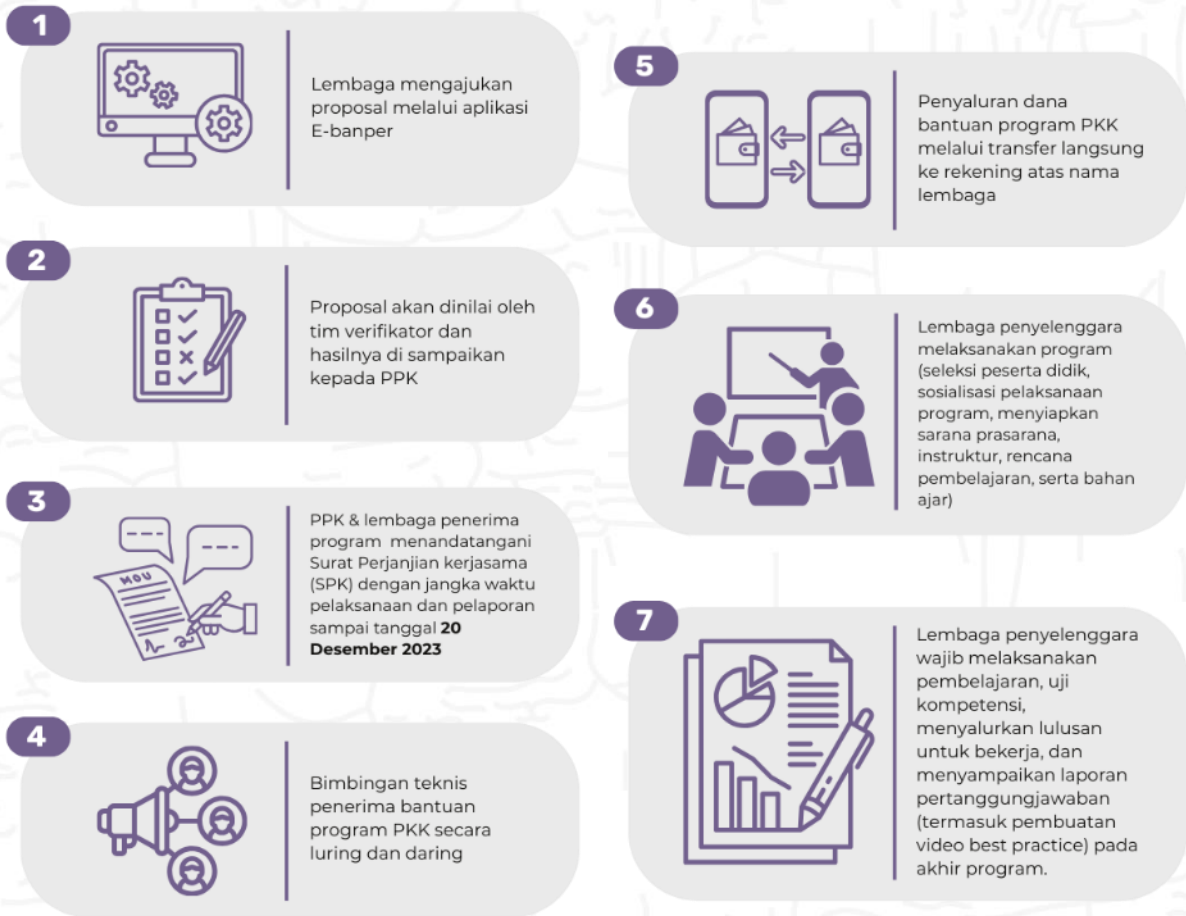 1
Lembaga mengajukan
proposal melalui aplikasi
E-banper
2
Proposal akan dinilai oleh
tim verifikator dan
hasilnya di sampaikan
kepada PPK
3
MOU
PPK & lembaga penerima
program menandatangani
Surat Perjanjian kerjasama
(SPK) dengan jangka waktu
pelaksanaan dan pelaporan
sampai tanggal 20
Desember 2023
4
Bimbingan teknis
penerima bantuan
program PKK secara
luring dan daring
5
Penyaluran dana
bantuan program PKK
melalui transfer langsung
ke rekening atas nama
lembaga
6
Lembaga penyelenggara
melaksanakan program
(seleksi peserta didik,
sosialisasi pelaksanaan
program, menyiapkan
sarana prasarana,
instruktur, rencana
pembelajaran, serta bahan
ajar)
7
Lembaga penyelenggara
wajib melaksanakan
pembelajaran, uji
kompetensi,
menyalurkan lulusan
untuk bekerja, dan
menyampaikan laporan
pertanggungjawaban
(termasuk pembuatan
video best practice) pada
akhir program.